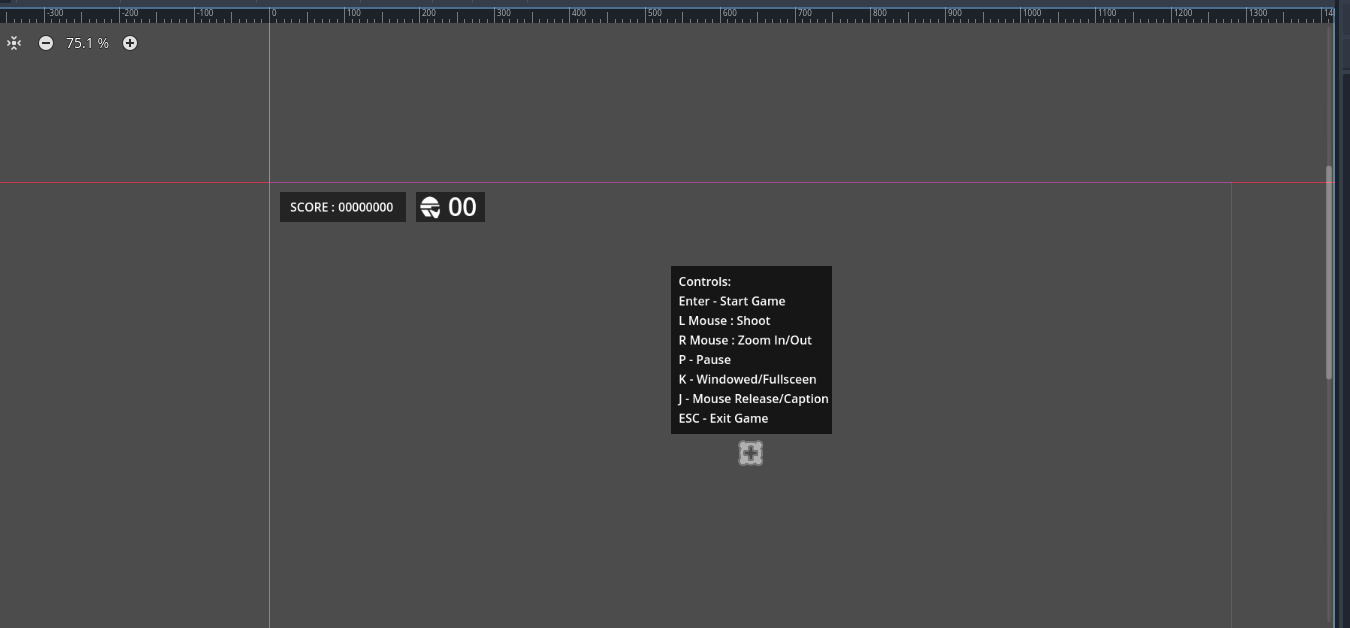 -300 -200 -100 0 100 200 300 400 500 600 700 800 900 1000 1100 1200 1300
75.1 %
SCORE : 00000000 00
Controls:
Enter - Start Game
L Mouse : Shoot
R Mouse : Zoom In/Out
P - Pause
K - Windowed/Fullsceen
J - Mouse Release/Caption
ESC - Exit Game